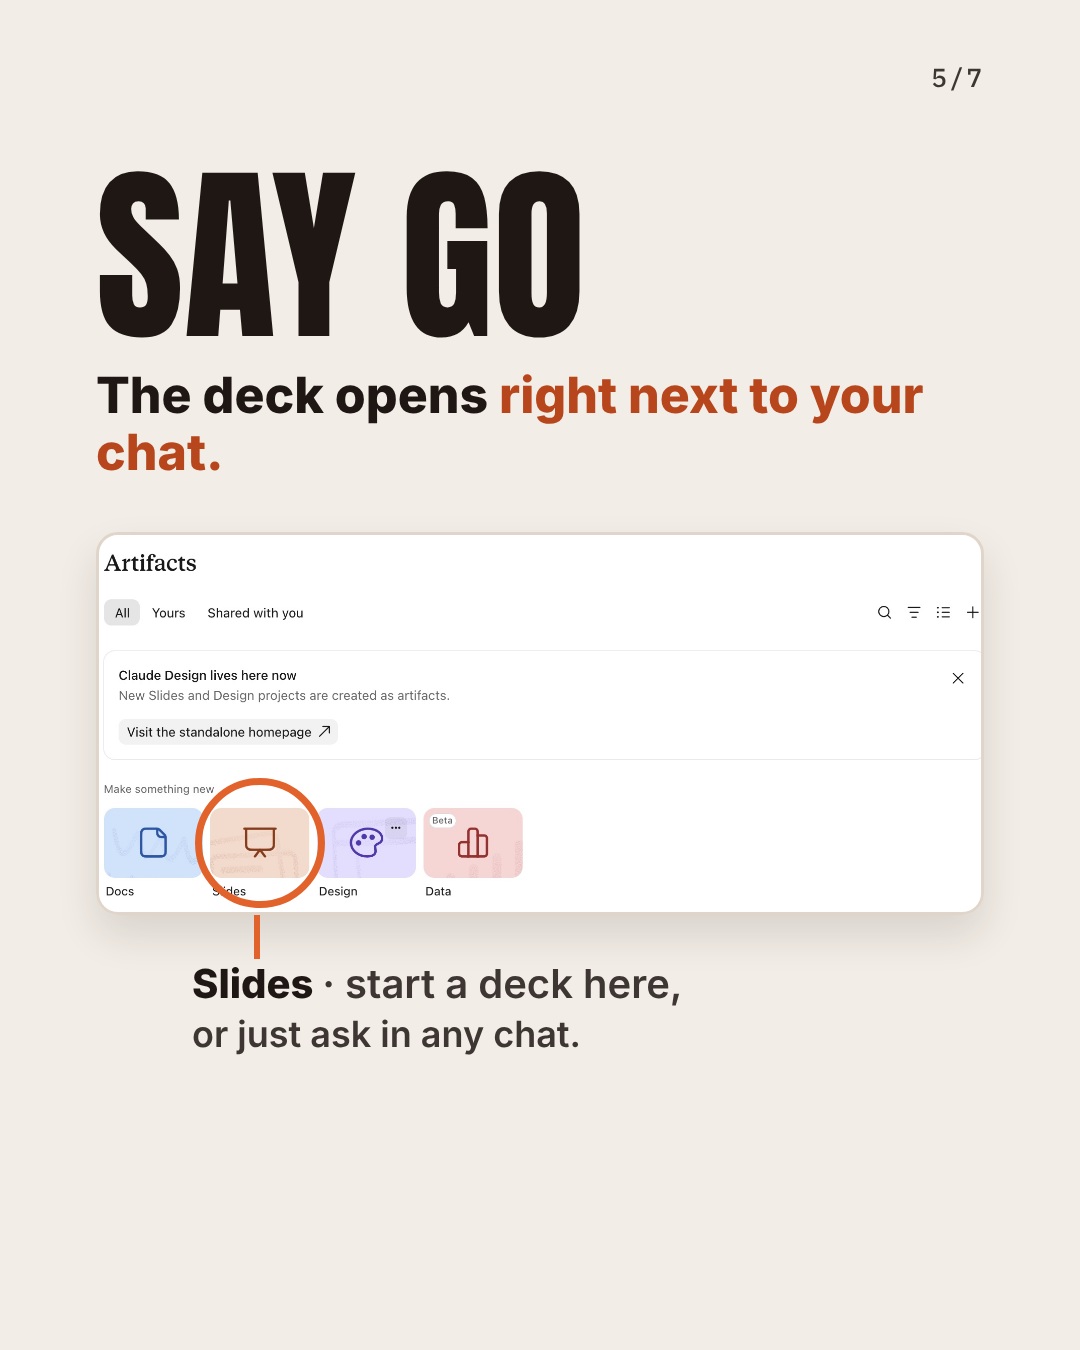 5/7
SAY GO
The deck opens right next to your
chat.
Artifacts
All Yours Shared with you
Claude Design lives here now
New Slides and Design projects are created as artifacts.
Visit the standalone homepage
Make something new
Beta
Docs Slides Design Data
Slides · start a deck here,
or just ask in any chat.